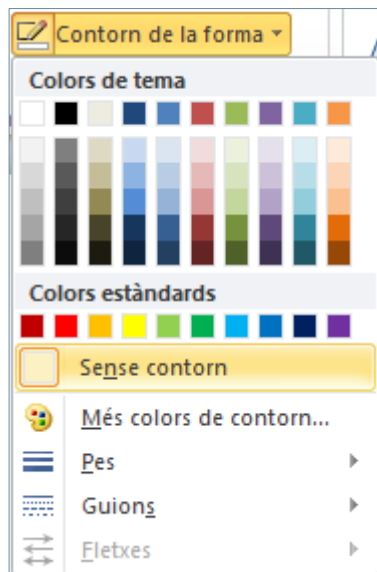 Contorn de la forma
Colors de tema
Colors estàndards
Sense contorn
Més colors de contorn...
Pes
Guions
Fletxes